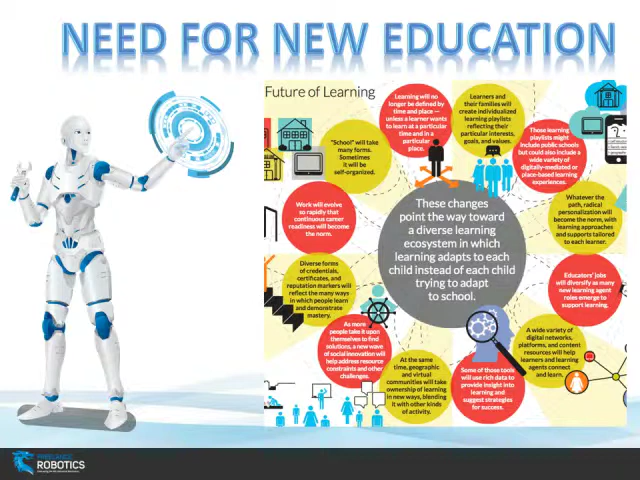 NEED FOR NEW EDUCATION
Future of Learning
Learning will no
longer be defined by
time and place —
unless a learner wants
to learn at a particular
time and in a
particular
place.
Learners and
their families will
create individualized
learning playlists
reflecting their
particular interests,
goals, and values.
Those learning
playlists might
include public schools
but could also include a
wide variety of
digitally-mediated or
place-based learning
experiences.
Whatever the
path, radical
personalization will
become the norm, with
learning approaches
and supports tailored
to each learner.
Educators' jobs
will diversify as many
new learning agent
roles emerge to
support learning.
A wide variety of
digital networks,
platforms, and content
resources will help
learners and learning
agents connect
and learn.
Some of those tools
will use rich data to
provide insight into
learning and
suggest strategies
for success.
At the same
time, geographic
and virtual
communities will take
ownership of learning
in new ways, blending
it with other kinds
of activity.
As more
people take it upon
themselves to find
solutions, a new wave
of social innovation will
help address resource
constraints and other
challenges.
Diverse forms
of credentials,
certificates, and
reputation markers will
reflect the many ways
in which people learn
and demonstrate
mastery.
Work will evolve
so rapidly that
continuous career
readiness will become
the norm.
"School" will take
many forms.
Sometimes
it will be
self-organized.
These changes
point the way toward
a diverse learning
ecosystem in which
learning adapts to each
child instead of each child
trying to adapt
to school.
ROBOTICS